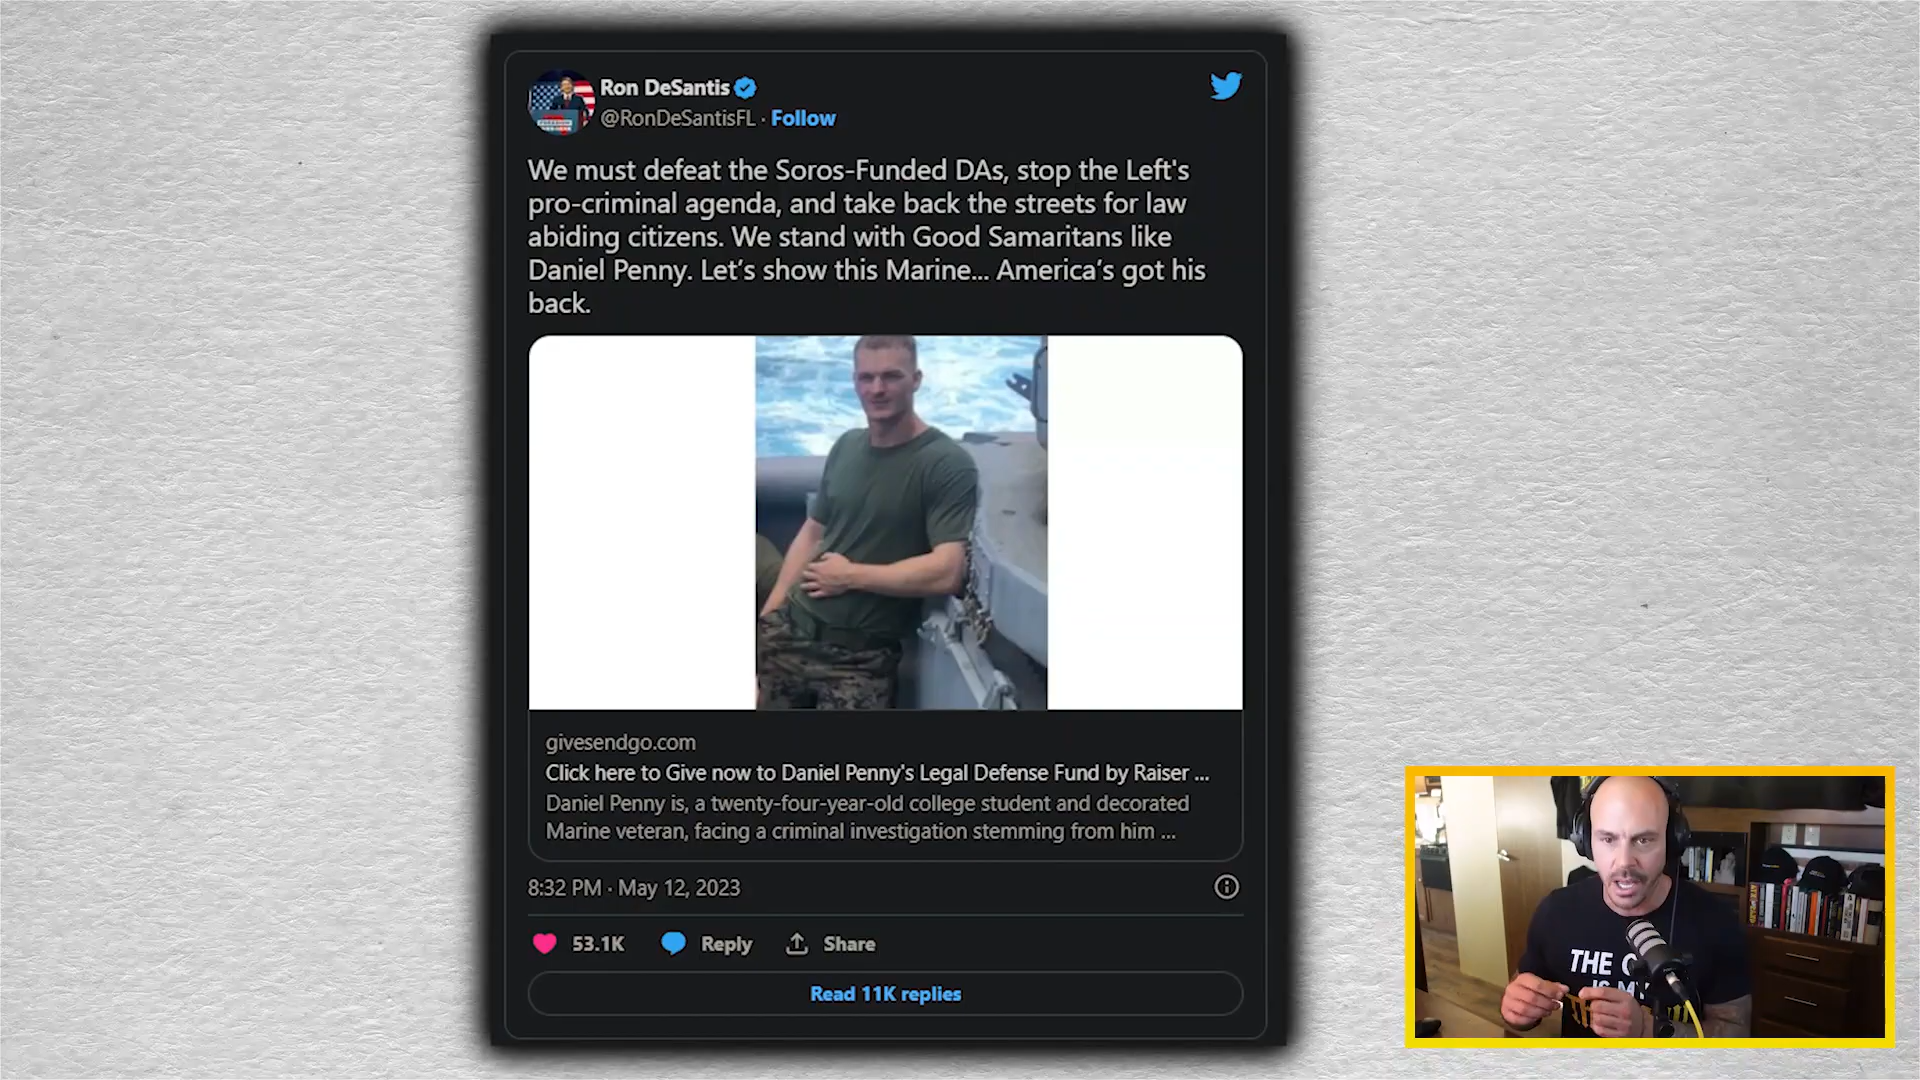 Ron DeSantis
@RonDeSantisFL · Follow
We must defeat the Soros-Funded DAs, stop the Left's
pro-criminal agenda, and take back the streets for law
abiding citizens. We stand with Good Samaritans like
Daniel Penny. Let’s show this Marine... America’s got his
back.
givesendgo.com
Click here to Give now to Daniel Penny's Legal Defense Fund by Raiser ...
Daniel Penny is, a twenty-four-year-old college student and decorated
Marine veteran, facing a criminal investigation stemming from him ...
8:32 PM · May 12, 2023
53.1K Reply Share
Read 11K replies
THE
IS MY